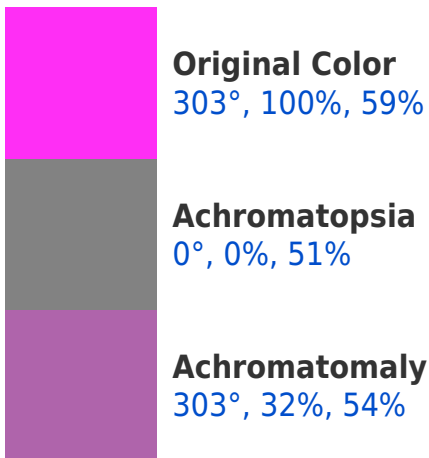 Original Color
303°, 100%, 59%
Achromatopsia
0°, 0%, 51%
Achromatomaly
303°, 32%, 54%